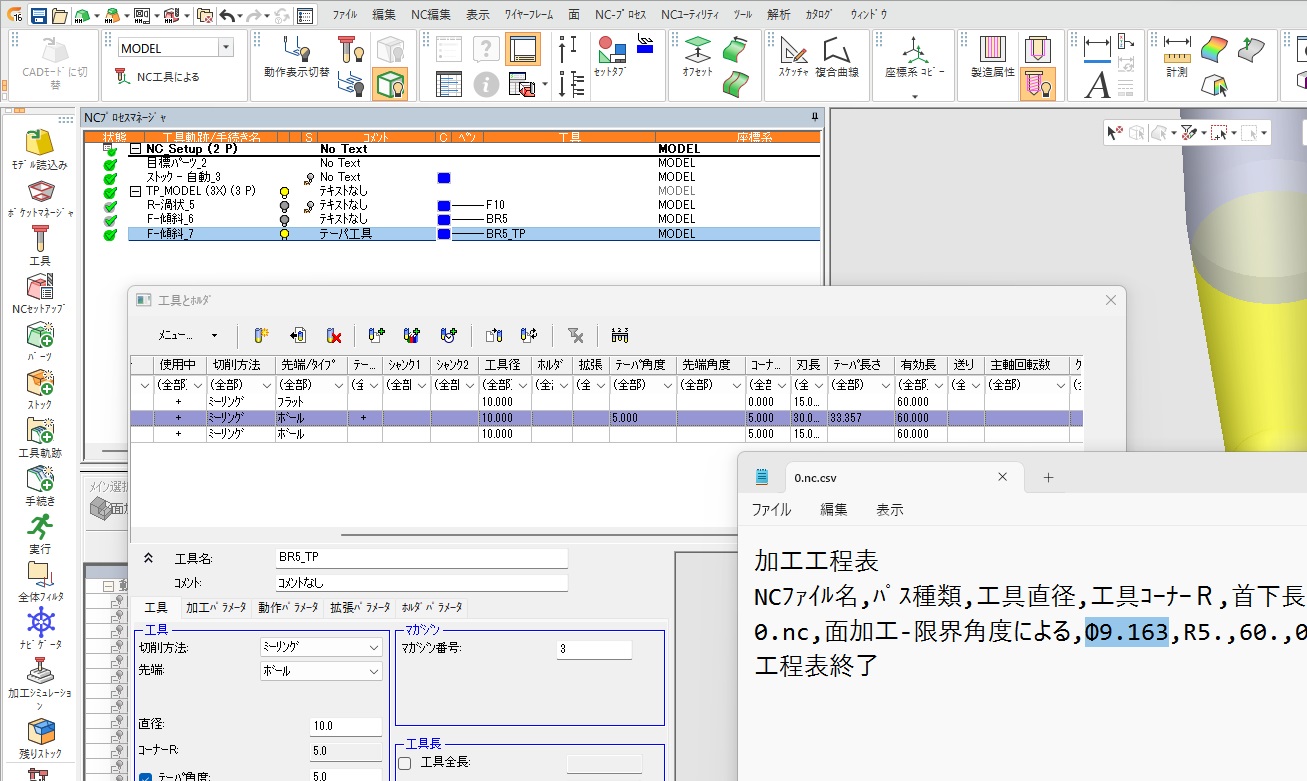 16
ファイル 編集 NC編集 表示 ワイヤーフレーム 面 NC-プロセス NCユーティリティ ツール 解析 カタログ ウィンドウ
CADモードに切替
MODEL
NC工具による
動作表示切替
セットタブ
オフセット
スケッチャ
複合曲線
座標系コピー
製造属性
計測
モデル読込み
ポケットマネージャ
工具
NCセットアップ
パーツ
ストック
工具軌跡
手続き
実行
全体フィルタ
ナビゲータ
加工シミュレーション
残りストック
NCプロセスマネージャ
状態 工具軌跡/手続き名 S コメント C ペン 工具 座標系
NC_Setup (2 P) No Text MODEL
目標パーツ_2 No Text MODEL
ストック - 自動_3 No Text MODEL
TP_MODEL (3X) (3 P) テキストなし MODEL
R-渦状_5 テキストなし F10 MODEL
F-傾斜_6 テキストなし BR5 MODEL
F-傾斜_7 テーパ工具 BR5_TP MODEL
メイン選択
面加
工具とホルダ
メニュー...
使用中 切削方法 先端/タイプ テー... シャンク1 シャンク2 工具径 ホルダ 拡張 テーパ角度 先端角度 コーナ... 刃長 テーパ長さ 有効長 送り 主軸回転数 ク
(全部) (全部) (全部) (全 (全部 (全部 (全部) (全 (全 (全部) (全部) (全部 (全 (全部) (全部) (全 (全部)
+ ミーリング フラット 10.000 0.000 15.0... 60.000
+ ミーリング ボール + 10.000 5.000 5.000 30.0... 33.357 60.000
+ ミーリング ボール 10.000 5.000 15.0... 60.000
工具名: BR5_TP
コメント: コメントなし
工具 加工パラメータ 動作パラメータ 拡張パラメータ ホルダパラメータ
工具
切削方法: ミーリング
先端: ボール
直径: 10.0
コーナーR: 5.0
テーパ角度: 5.0
マガジン
マガジン番号: 3
工具長
工具全長:
0.nc.csv
ファイル 編集 表示
加工工程表
NCファイル名,パス種類,工具直径,工具コーナーR,首下長
0.nc,面加工-限界角度による,Φ9.163,R5.,60.,0
工程表終了